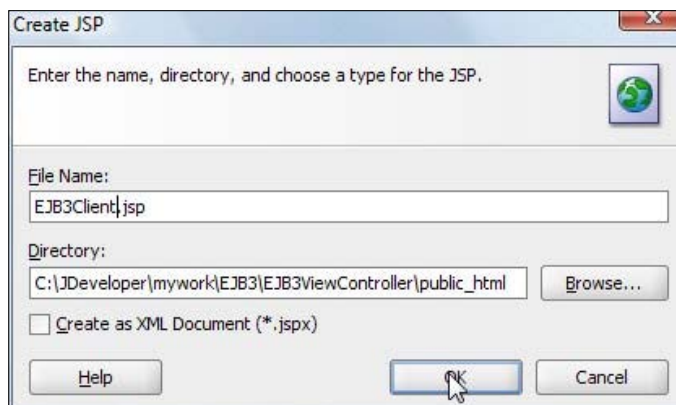 Create JSP
Enter the name, directory, and choose a type for the JSP.
File Name:
EJB3Client.jsp
Directory:
C:\JDeveloper\mywork\EJB3\EJB3ViewController\public_html
Browse...
Create as XML Document (*.jspx)
Help
OK
Cancel